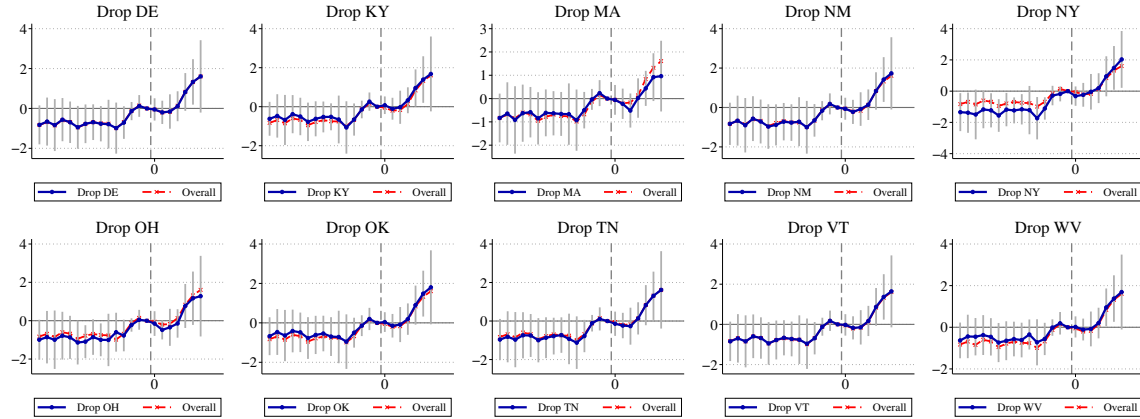 Drop DE
4
2
0
−2
0
Drop DE Overall
Drop KY
4
2
0
−2
0
Drop KY Overall
Drop MA
3
2
1
0
−1
−2
0
Drop MA Overall
Drop NM
4
2
0
−2
0
Drop NM Overall
Drop NY
4
2
0
−2
−4
0
Drop NY Overall
Drop OH
4
2
0
−2
0
Drop OH Overall
Drop OK
4
2
0
−2
0
Drop OK Overall
Drop TN
4
2
0
−2
0
Drop TN Overall
Drop VT
4
2
0
−2
0
Drop VT Overall
Drop WV
4
2
0
−2
0
Drop WV Overall